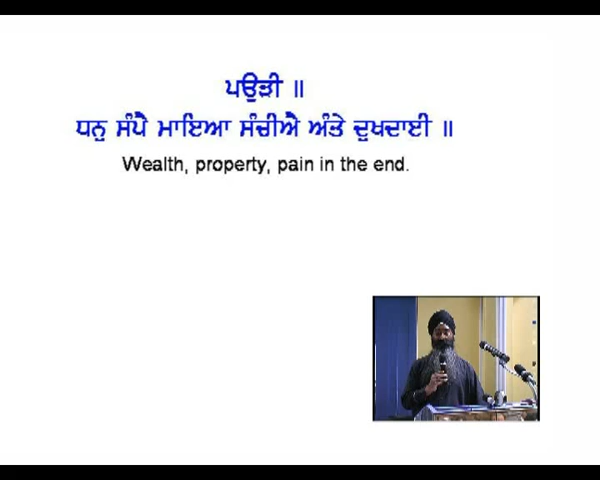 ਪਉੜੀ ॥
ਧਨੁ ਸੰਪੈ ਮਾਇਆ ਸੰਚੀਐ ਅੰਤੇ ਦੁਖਦਾਈ ॥
Wealth, property, pain in the end.